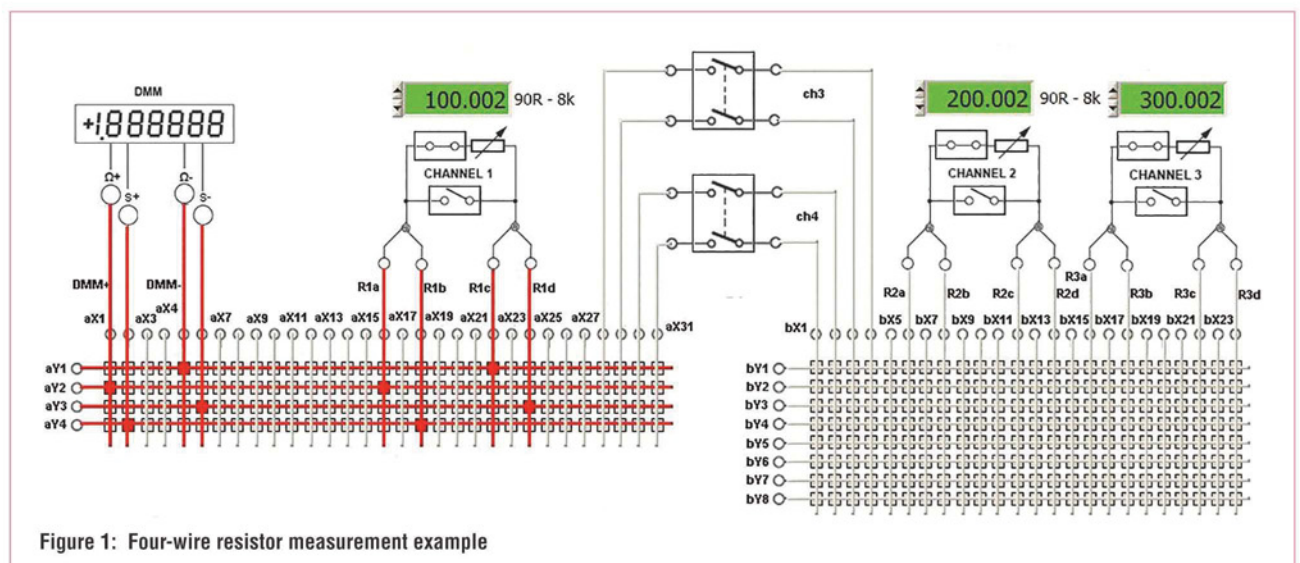 DMM
+1.888888
Ω+
S+
Ω-
S-
DMM+
DMM-
100.002 90R - 8k
CHANNEL 1
R1a
R1b
R1c
R1d
ch3
ch4
200.002 90R - 8k
300.002
CHANNEL 2
CHANNEL 3
R2a
R2b
R2c
R2d
R3a
R3b
R3c
R3d
aX1
aX3
aX4
aX7
aX9
aX11
aX13
aX15
aX17
aX19
aX21
aX23
aX25
aX27
aX31
aY1
aY2
aY3
aY4
bX1
bX5
bX7
bX9
bX11
bX13
bX15
bX17
bX19
bX21
bX23
bY1
bY2
bY3
bY4
bY5
bY6
bY7
bY8
Figure 1: Four-wire resistor measurement example